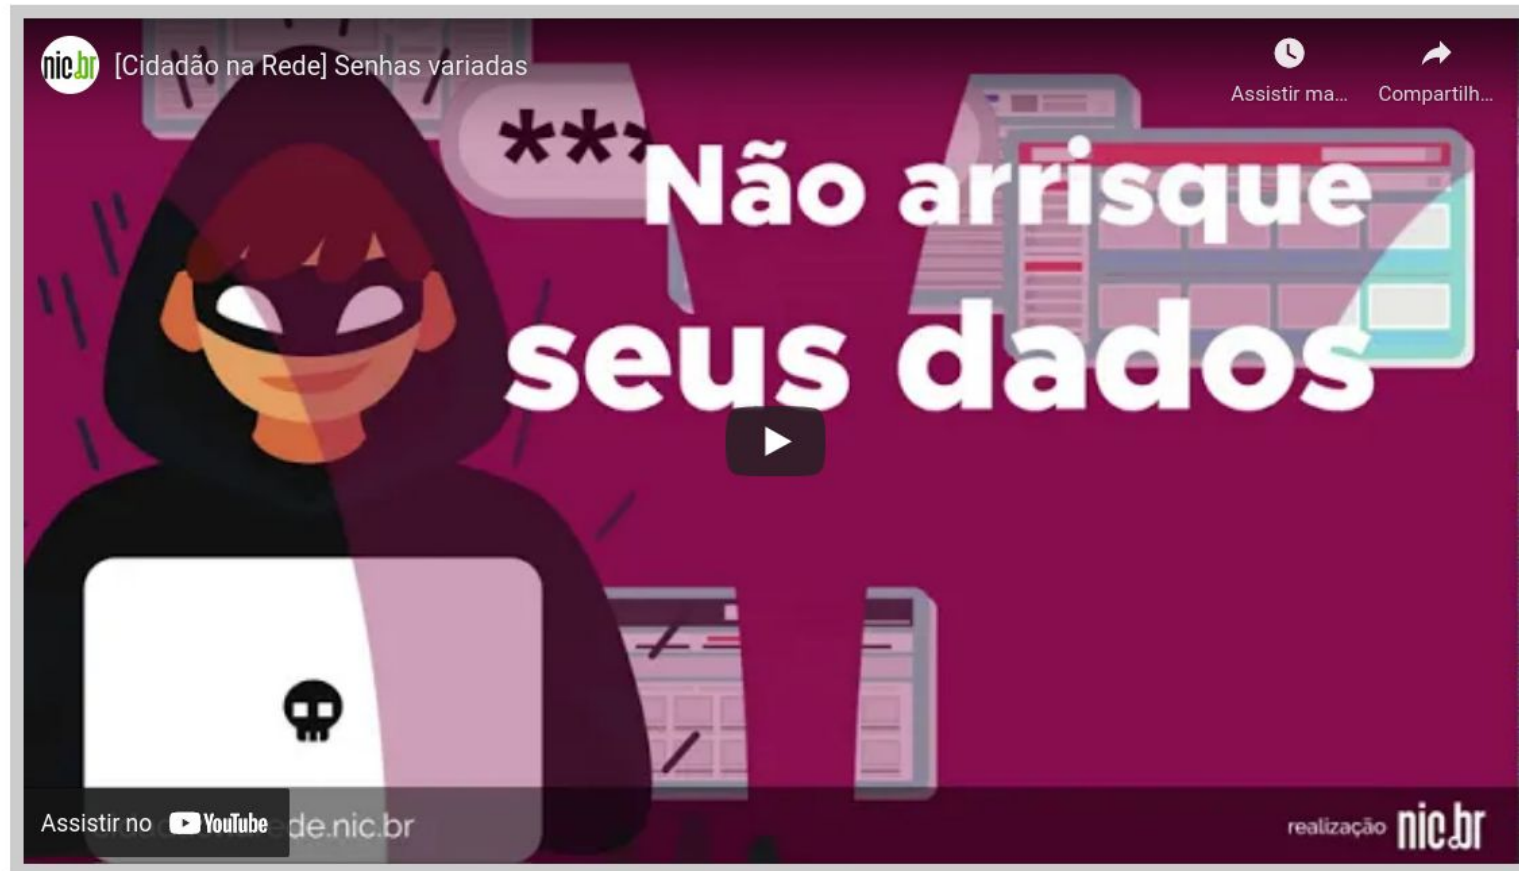 nic.br
[Cidadão na Rede] Senhas variadas
Assistir ma...
Compartilh...
***
Não arrisque
seus dados
Assistir no YouTube
de.nic.br
realização nic.br